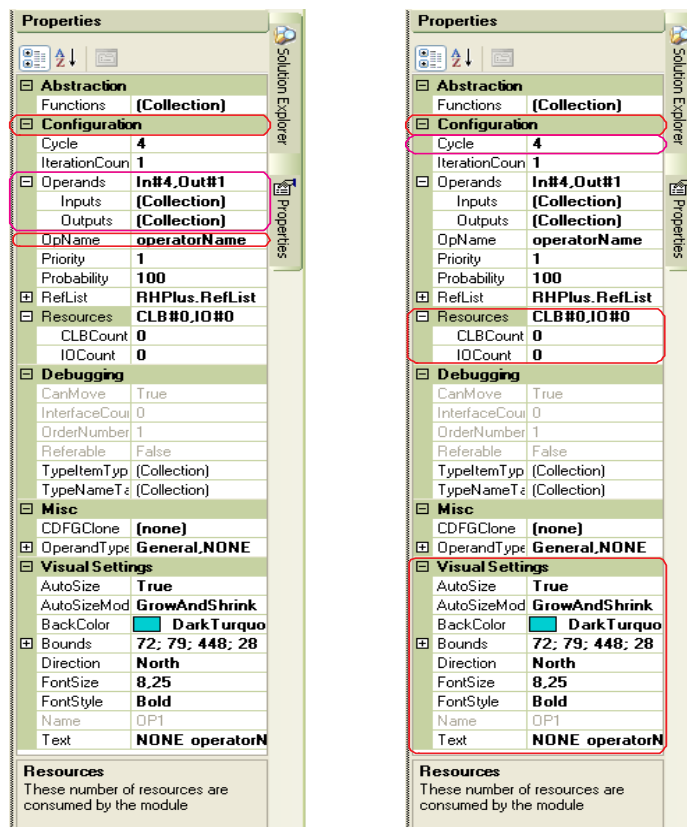 Properties
Abstraction
Functions (Collection)
Configuration
Cycle 4
IterationCoun 1
Operands In#4,Out#1
Inputs (Collection)
Outputs (Collection)
OpName operatorName
Priority 1
Probability 100
RefList RHPlus.RefList
Resources CLB#0,IO#0
CLBCount 0
IOCount 0
Debugging
CanMove True
InterfaceCoui 0
OrderNumber 1
Referable False
TypeItemTyp (Collection)
TypeNameTa (Collection)
Misc
CDFGClone (none)
OperandType General,NONE
Visual Settings
AutoSize True
AutoSizeMod GrowAndShrink
BackColor DarkTurquo
Bounds 72; 79; 448; 28
Direction North
FontSize 8,25
FontStyle Bold
Name OP1
Text NONE operatorN
Resources
These number of resources are
consumed by the module
Solution Explorer
Properties
Properties
Abstraction
Functions (Collection)
Configuration
Cycle 4
IterationCoun 1
Operands In#4,Out#1
Inputs (Collection)
Outputs (Collection)
OpName operatorName
Priority 1
Probability 100
RefList RHPlus.RefList
Resources CLB#0,IO#0
CLBCount 0
IOCount 0
Debugging
CanMove True
InterfaceCoui 0
OrderNumber 1
Referable False
TypeItemTyp (Collection)
TypeNameTa (Collection)
Misc
CDFGClone (none)
OperandType General,NONE
Visual Settings
AutoSize True
AutoSizeMod GrowAndShrink
BackColor DarkTurquo
Bounds 72; 79; 448; 28
Direction North
FontSize 8,25
FontStyle Bold
Name OP1
Text NONE operatorN
Resources
These number of resources are
consumed by the module
Solution Explorer
Properties